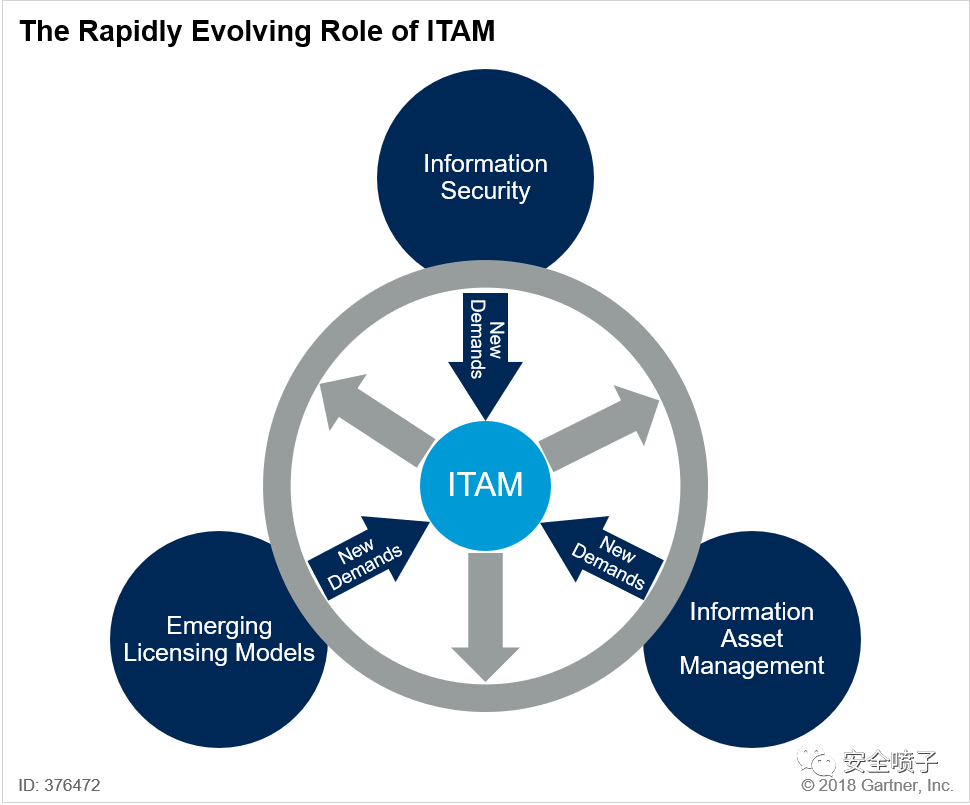 The Rapidly Evolving Role of ITAM
Information
Security
New
Demands
ITAM
New
Demands
New
Demands
Emerging
Licensing Models
Information
Asset
Management
安全喷子
ID: 376472
© 2018 Gartner, Inc.